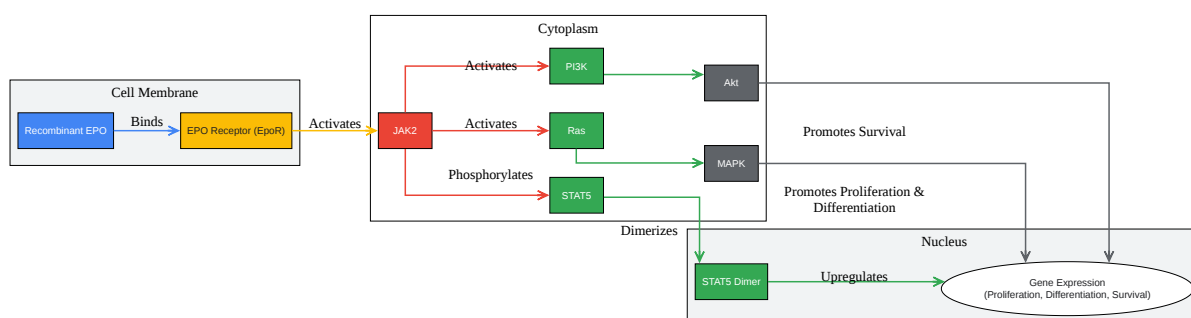 Cytoplasm
Activates
PI3K
Akt
Cell Membrane
Recombinant EPO
Binds
EPO Receptor (EpoR)
Activates
JAK2
Activates
Ras
Promotes Survival
MAPK
Phosphorylates
STAT5
Promotes Proliferation &
Differentiation
Dimerizes
Nucleus
STAT5 Dimer
Upregulates
Gene Expression
(Proliferation, Differentiation, Survival)